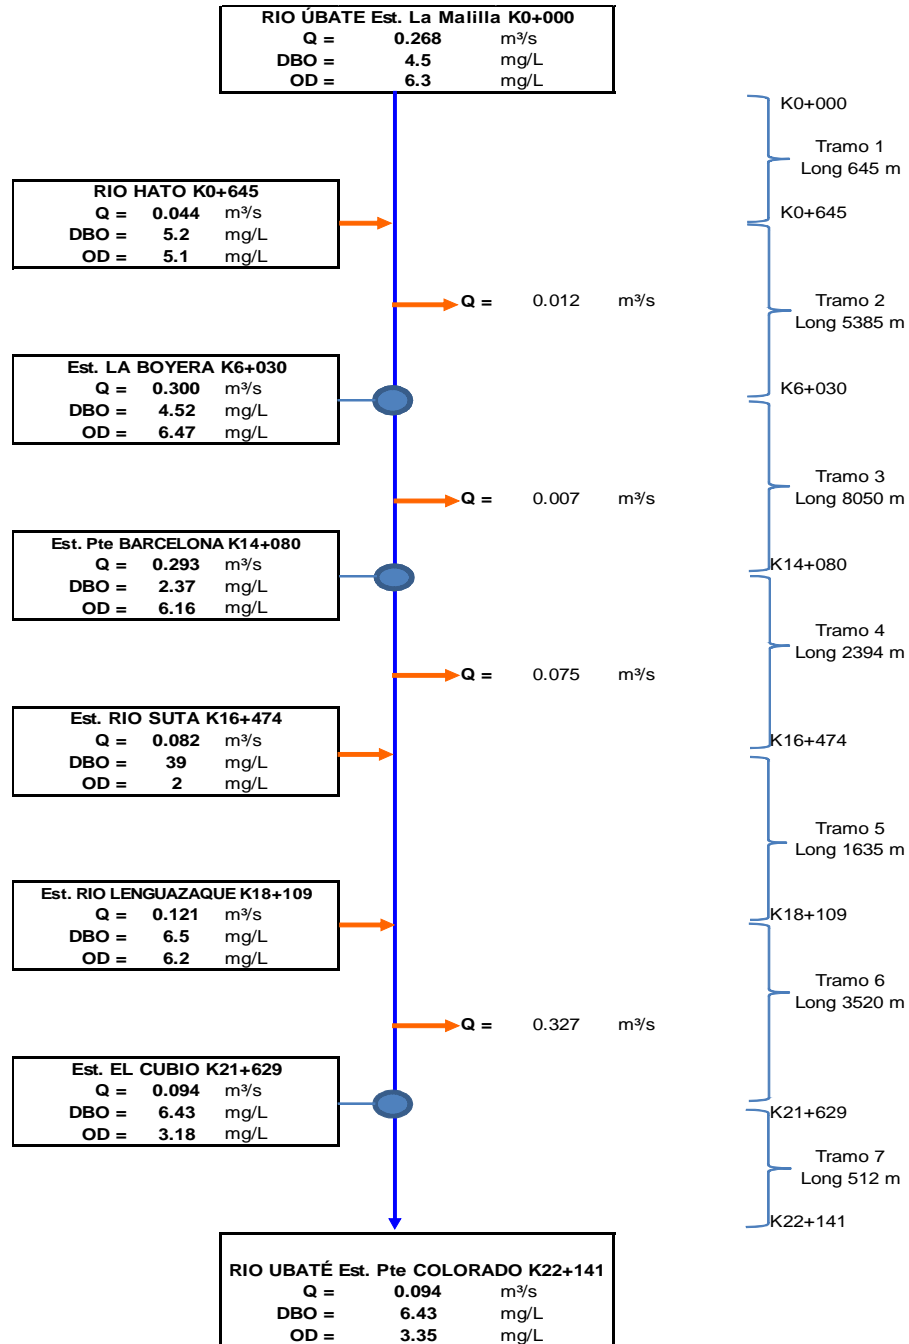 RIO ÚBATE Est. La Malilla K0+000
Q = 0.268 m³/s
DBO = 4.5 mg/L
OD = 6.3 mg/L
K0+000
Tramo 1
Long 645 m
RIO HATO K0+645
Q = 0.044 m³/s
DBO = 5.2 mg/L
OD = 5.1 mg/L
K0+645
Q = 0.012 m³/s
Tramo 2
Long 5385 m
Est. LA BOYERA K6+030
Q = 0.300 m³/s
DBO = 4.52 mg/L
OD = 6.47 mg/L
K6+030
Q = 0.007 m³/s
Tramo 3
Long 8050 m
Est. Pte BARCELONA K14+080
Q = 0.293 m³/s
DBO = 2.37 mg/L
OD = 6.16 mg/L
K14+080
Tramo 4
Long 2394 m
Q = 0.075 m³/s
Est. RIO SUTA K16+474
Q = 0.082 m³/s
DBO = 39 mg/L
OD = 2 mg/L
K16+474
Tramo 5
Long 1635 m
Est. RIO LENGUAZAQUE K18+109
Q = 0.121 m³/s
DBO = 6.5 mg/L
OD = 6.2 mg/L
K18+109
Tramo 6
Long 3520 m
Q = 0.327 m³/s
Est. EL CUBIO K21+629
Q = 0.094 m³/s
DBO = 6.43 mg/L
OD = 3.18 mg/L
K21+629
Tramo 7
Long 512 m
K22+141
RIO UBATÉ Est. Pte COLORADO K22+141
Q = 0.094 m³/s
DBO = 6.43 mg/L
OD = 3.35 mg/L